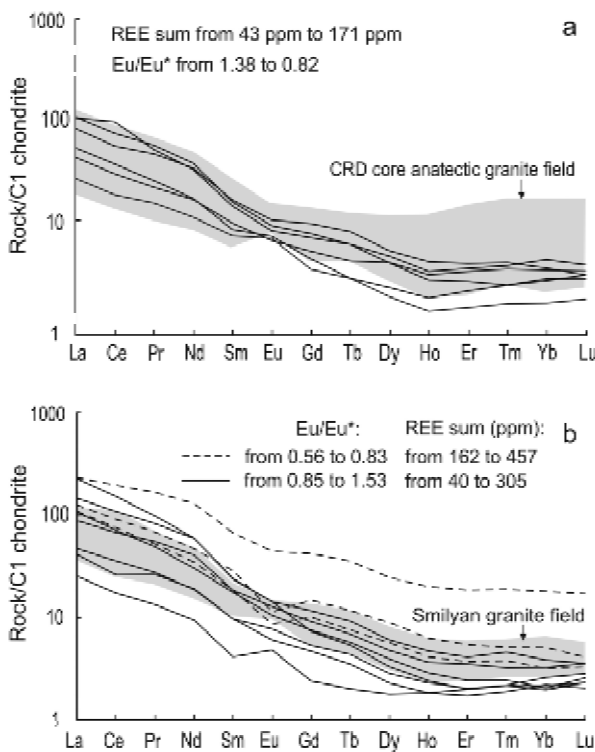 a
REE sum from 43 ppm to 171 ppm
Eu/Eu* from 1.38 to 0.82
CRD core anatectic granite field
Rock/C1 chondrite
1000
100
10
1
La Ce Pr Nd Sm Eu Gd Tb Dy Ho Er Tm Yb Lu
b
Eu/Eu*: REE sum (ppm):
from 0.56 to 0.83 from 162 to 457
from 0.85 to 1.53 from 40 to 305
Smilyan granite field
Rock/C1 chondrite
1000
100
10
1
La Ce Pr Nd Sm Eu Gd Tb Dy Ho Er Tm Yb Lu